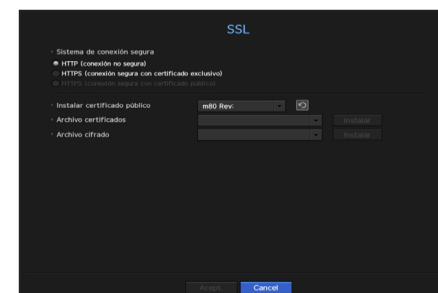 SSL
Sistema de conexión segura
HTTP (conexión no segura)
HTTPS (conexión segura con certificado exclusivo)
HTTPS (conexión segura con certificado público)
Instalar certificado público
m80 Rev:
Archivo certificados
Instalar
Archivo cifrado
Instalar
Acept.
Cancel